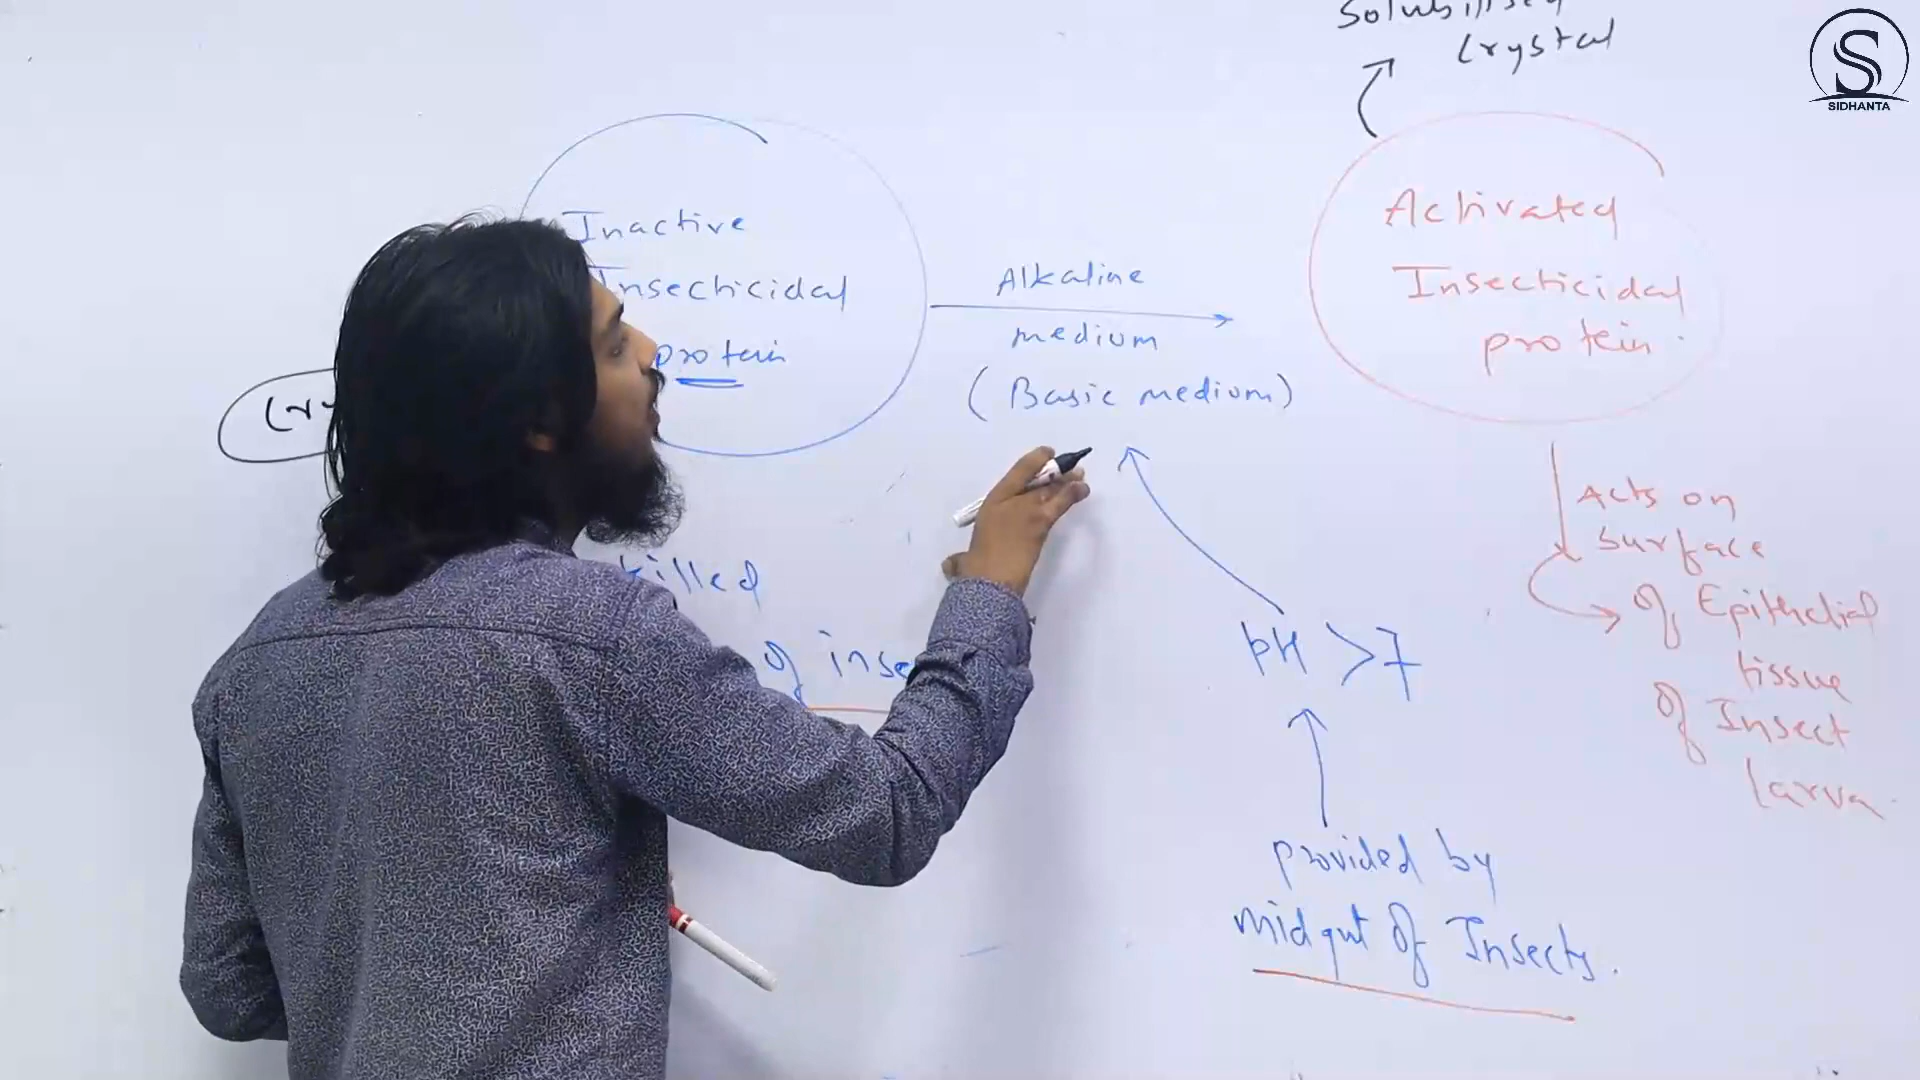 Crystal
S
SIDHANTA
Inactive
Insecticidal
protein
Alkaline
medium
(Basic medium)
Activated
Insecticidal
protein.
Acts on
surface
of Epithelial
tissue
of Insect
larva.
killed
of
pH >7
provided by
midgut of Insects.